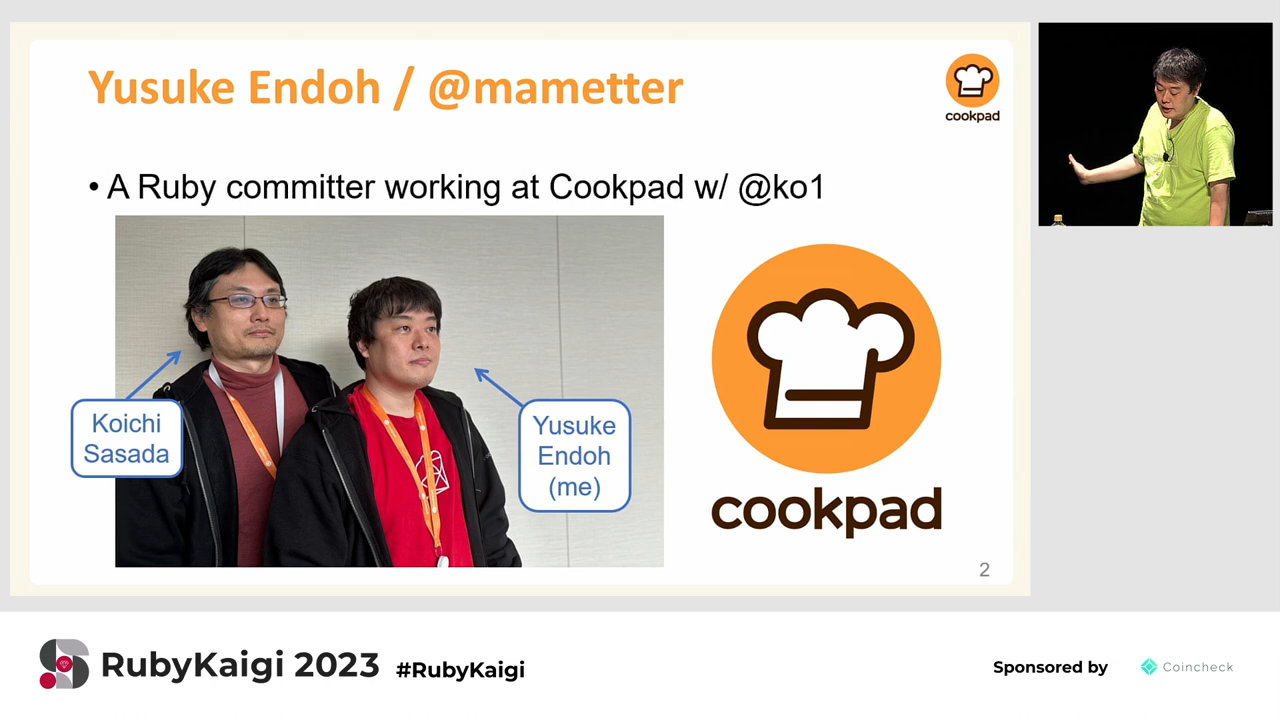 Yusuke Endoh / @mametter
cookpad
• A Ruby committer working at Cookpad w/ @ko1
Koichi
Sasada
Yusuke
Endoh
(me)
cookpad
2
RubyKaigi 2023 #RubyKaigi
Sponsored by Coincheck